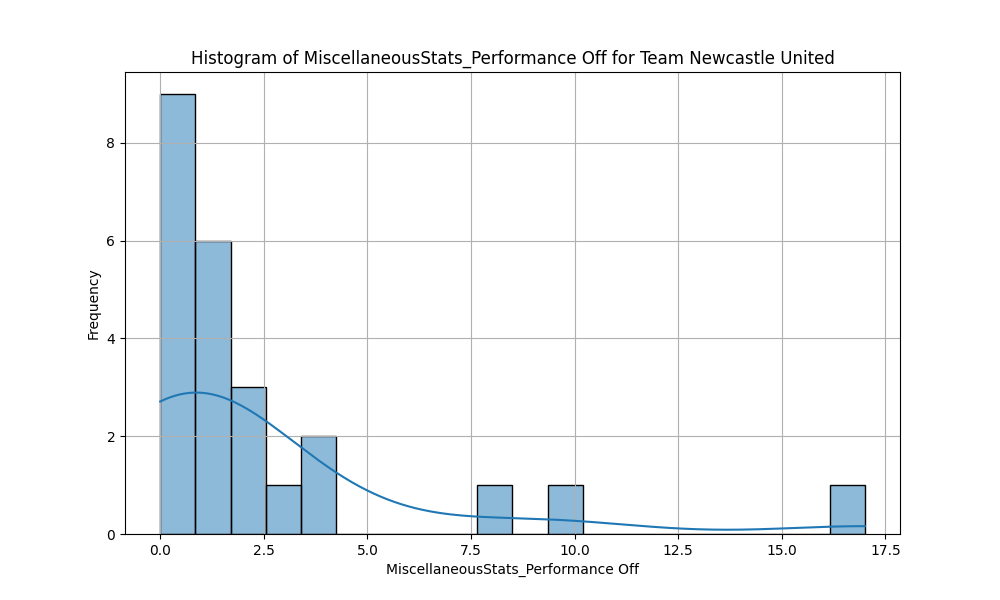 Histogram of MiscellaneousStats_Performance Off for Team Newcastle United
Frequency
8
6
4
2
0
0.0 2.5 5.0 7.5 10.0 12.5 15.0 17.5
MiscellaneousStats_Performance Off